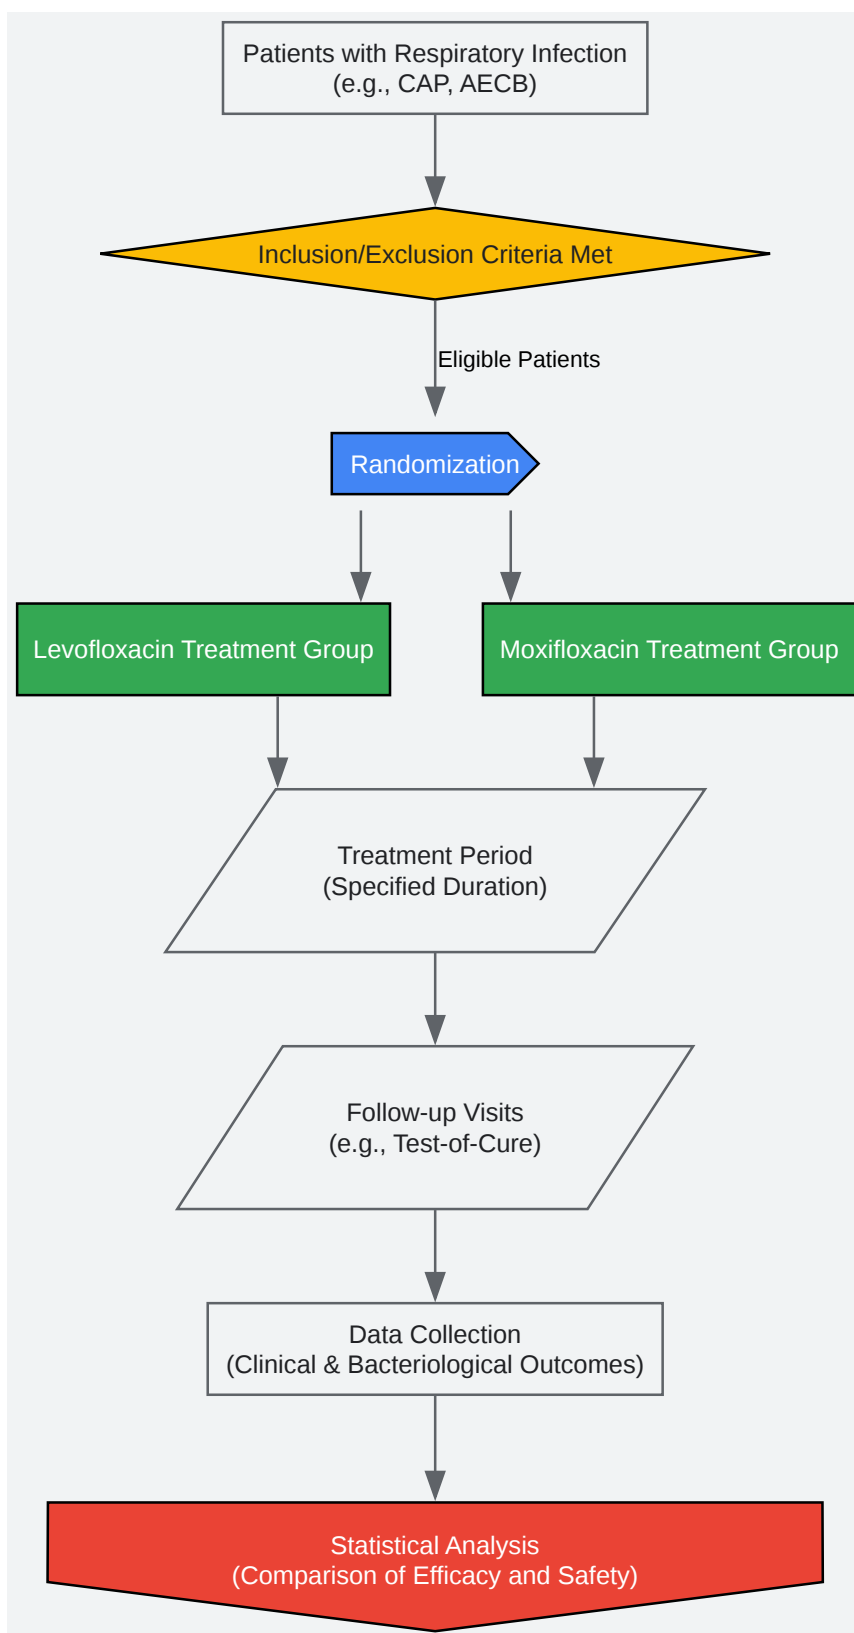 Patients with Respiratory Infection
(e.g., CAP, AECB)
Inclusion/Exclusion Criteria Met
Eligible Patients
Randomization
Levofloxacin Treatment Group
Moxifloxacin Treatment Group
Treatment Period
(Specified Duration)
Follow-up Visits
(e.g., Test-of-Cure)
Data Collection
(Clinical & Bacteriological Outcomes)
Statistical Analysis
(Comparison of Efficacy and Safety)